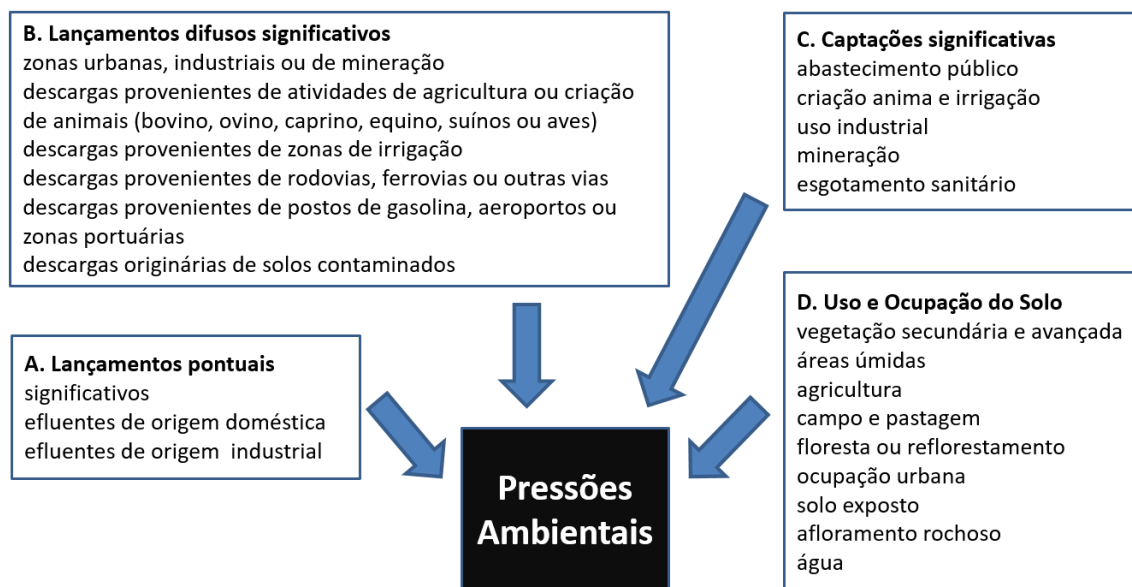 B. Lançamentos difusos significativos
zonas urbanas, industriais ou de mineração
descargas provenientes de atividades de agricultura ou criação
de animais (bovino, ovino, caprino, equino, suínos ou aves)
descargas provenientes de zonas de irrigação
descargas provenientes de rodovias, ferrovias ou outras vias
descargas provenientes de postos de gasolina, aeroportos ou
zonas portuárias
descargas originárias de solos contaminados
C. Captações significativas
abastecimento público
criação anima e irrigação
uso industrial
mineração
esgotamento sanitário
A. Lançamentos pontuais
significativos
efluentes de origem doméstica
efluentes de origem industrial
D. Uso e Ocupação do Solo
vegetação secundária e avançada
áreas úmidas
agricultura
campo e pastagem
floresta ou reflorestamento
ocupação urbana
solo exposto
afloramento rochoso
água
Pressões
Ambientais